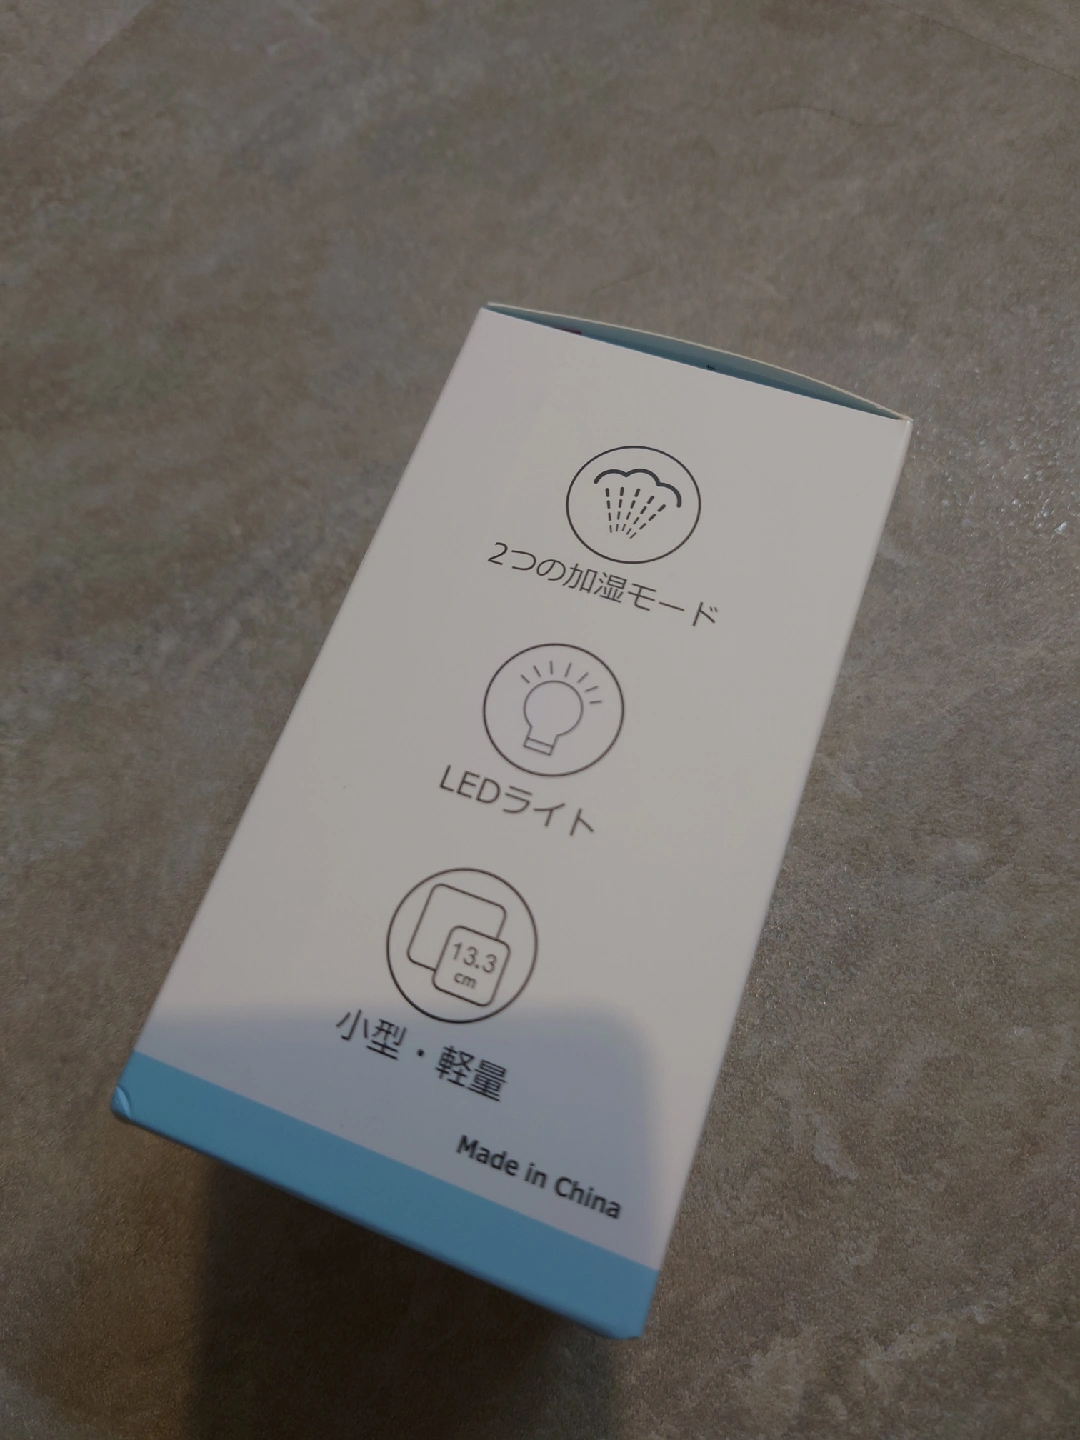 2つの加湿モード
LEDライト
13.3
cm
小型・軽量
Made in China